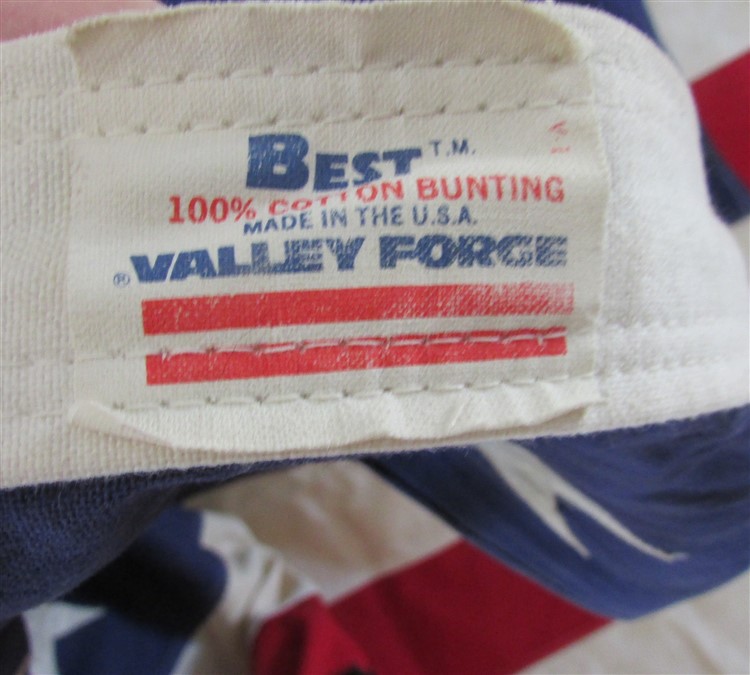 BEST T.M.
100% COTTON BUNTING
MADE IN THE U.S.A.
® VALLEY FORGE